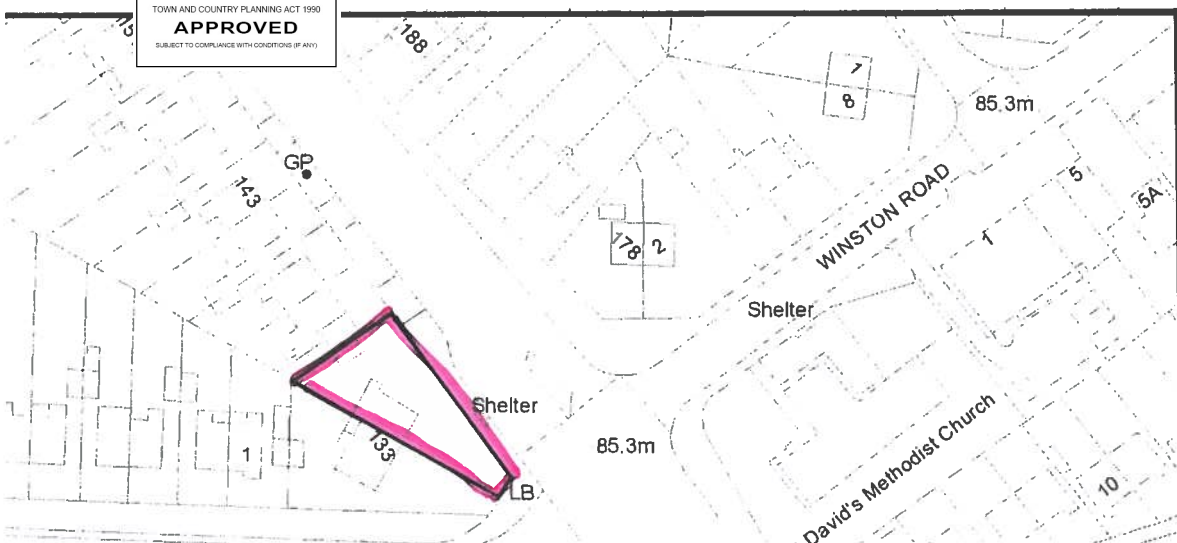 TOWN AND COUNTRY PLANNING ACT 1990
APPROVED
SUBJECT TO COMPLIANCE WITH CONDITIONS (IF ANY)
188
1
8
85.3m
GP
143
WINSTON ROAD
5
5A
178
2
1
Shelter
Shelter
133
1
85.3m
LB
David's Methodist Church
10